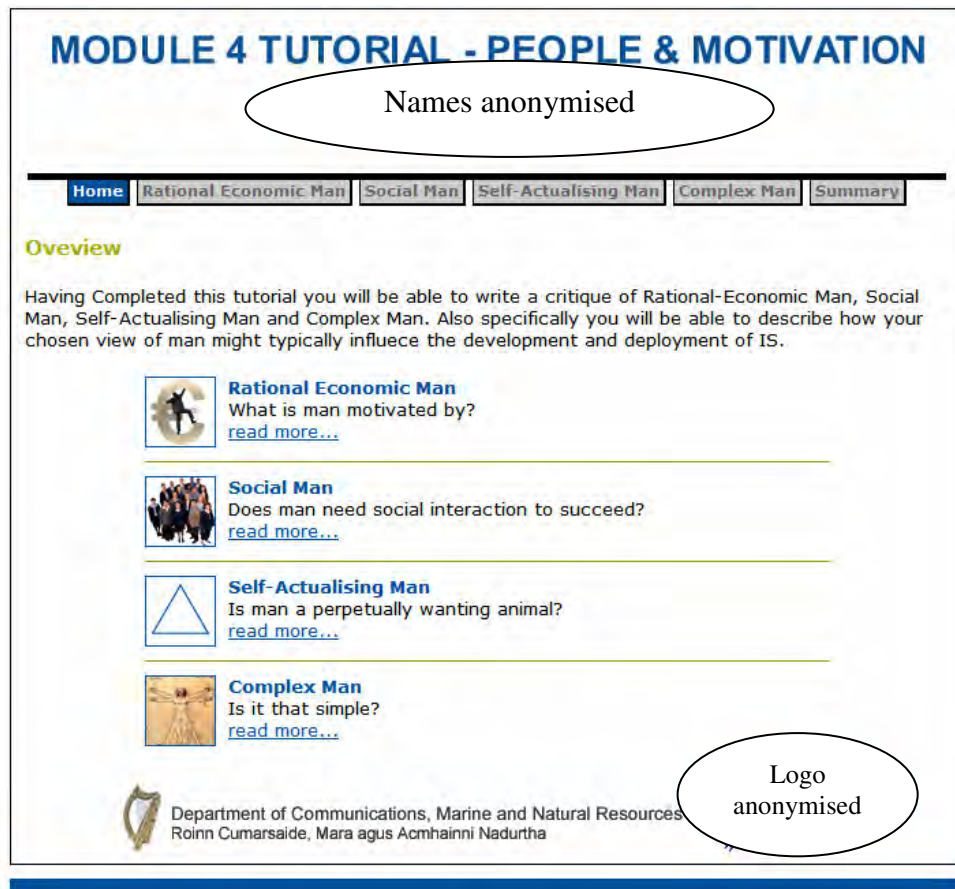 MODULE 4 TUTORIAL - PEOPLE & MOTIVATION
Names anonymised
Home Rational Economic Man Social Man Self-Actualising Man Complex Man Summary
Oveview
Having Completed this tutorial you will be able to write a critique of Rational-Economic Man, Social
Man, Self-Actualising Man and Complex Man. Also specifically you will be able to describe how your
chosen view of man might typically influece the development and deployment of IS.
Rational Economic Man
What is man motivated by?
read more...
Social Man
Does man need social interaction to succeed?
read more...
Self-Actualising Man
Is man a perpetually wanting animal?
read more...
Complex Man
Is it that simple?
read more...
Logo
anonymised
Department of Communications, Marine and Natural Resources
Roinn Cumarsaide, Mara agus Acmhainni Nadurtha